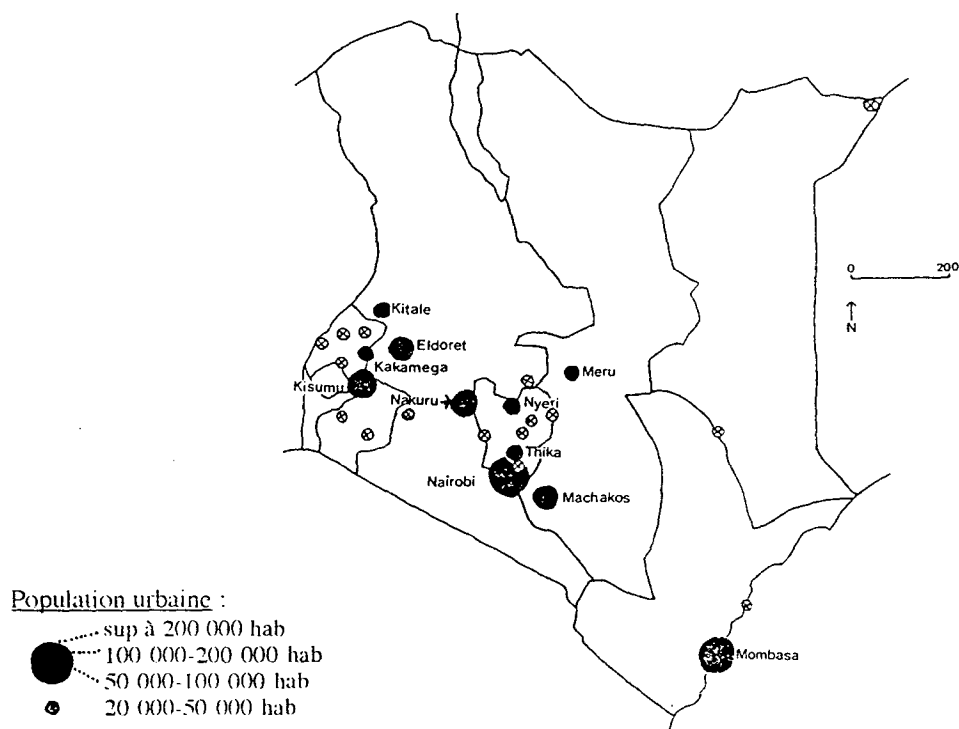 0 200
N
Kitale
Eldoret
Kakamega
Kisumu
Meru
Nakuru
Nyeri
Thika
Nairobi
Machakos
Mombasa
Population urbaine :
sup à 200 000 hab
100 000-200 000 hab
50 000-100 000 hab
20 000-50 000 hab